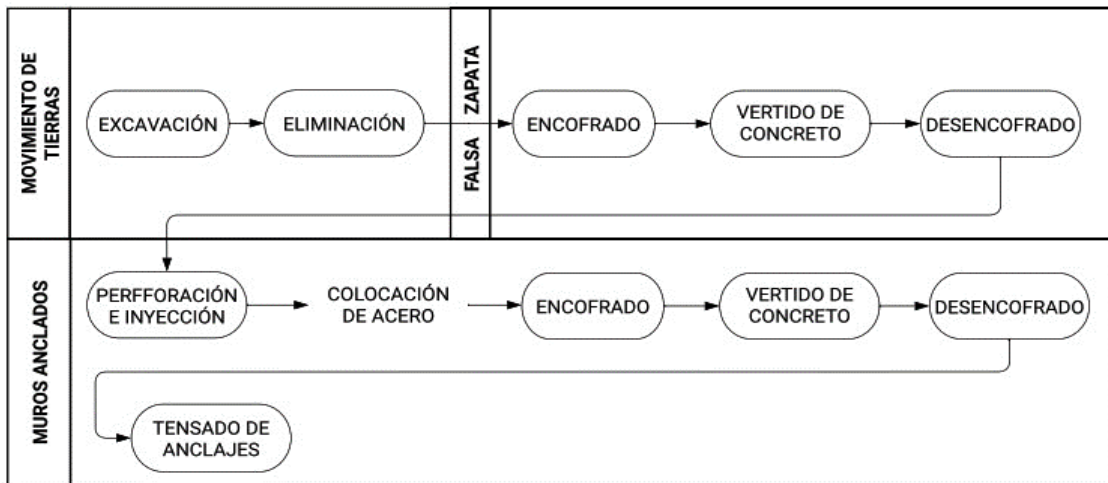 MOVIMIENTO DE
TIERRAS
EXCAVACIÓN
ELIMINACIÓN
FALSA ZAPATA
ENCOFRADO
VERTIDO DE
CONCRETO
DESENCOFRADO
MUROS ANCLADOS
PERFFORACIÓN
E INYECCIÓN
COLOCACIÓN
DE ACERO
ENCOFRADO
VERTIDO DE
CONCRETO
DESENCOFRADO
TENSADO DE
ANCLAJES